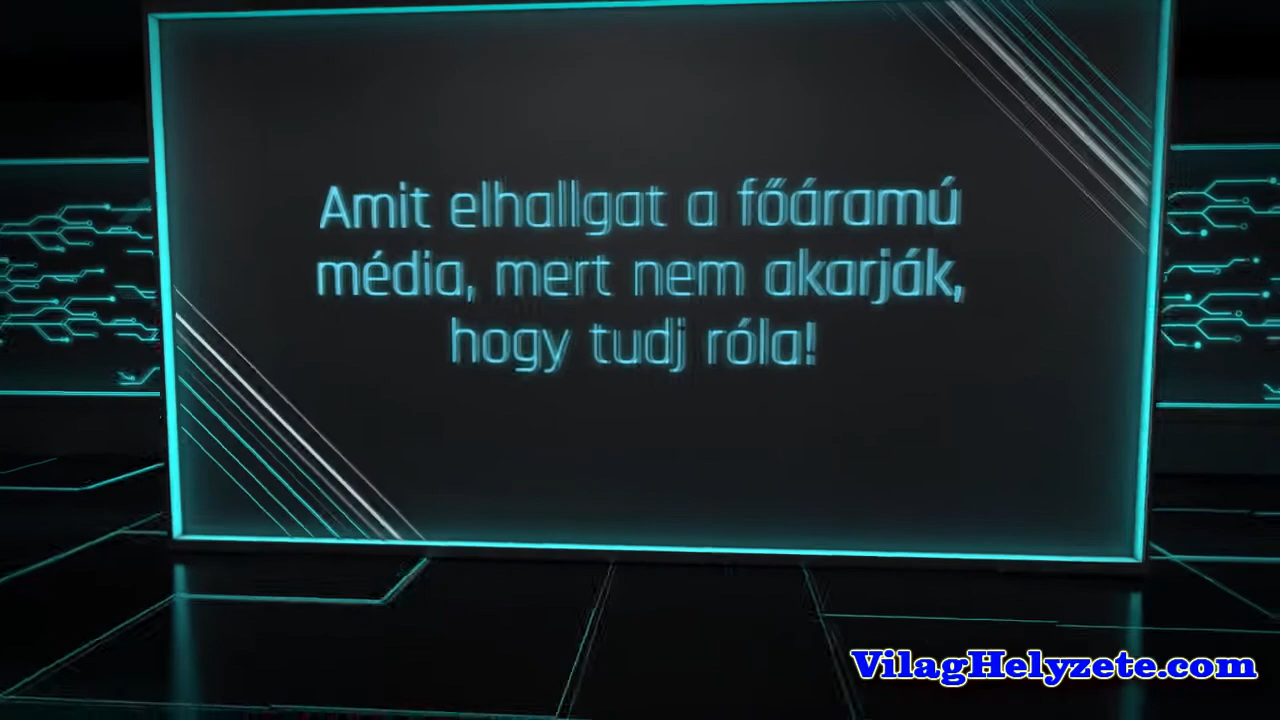 Amit elhallgat a főáramú
média, mert nem akarják,
hogy tudj róla!
VilagHelyzete.com